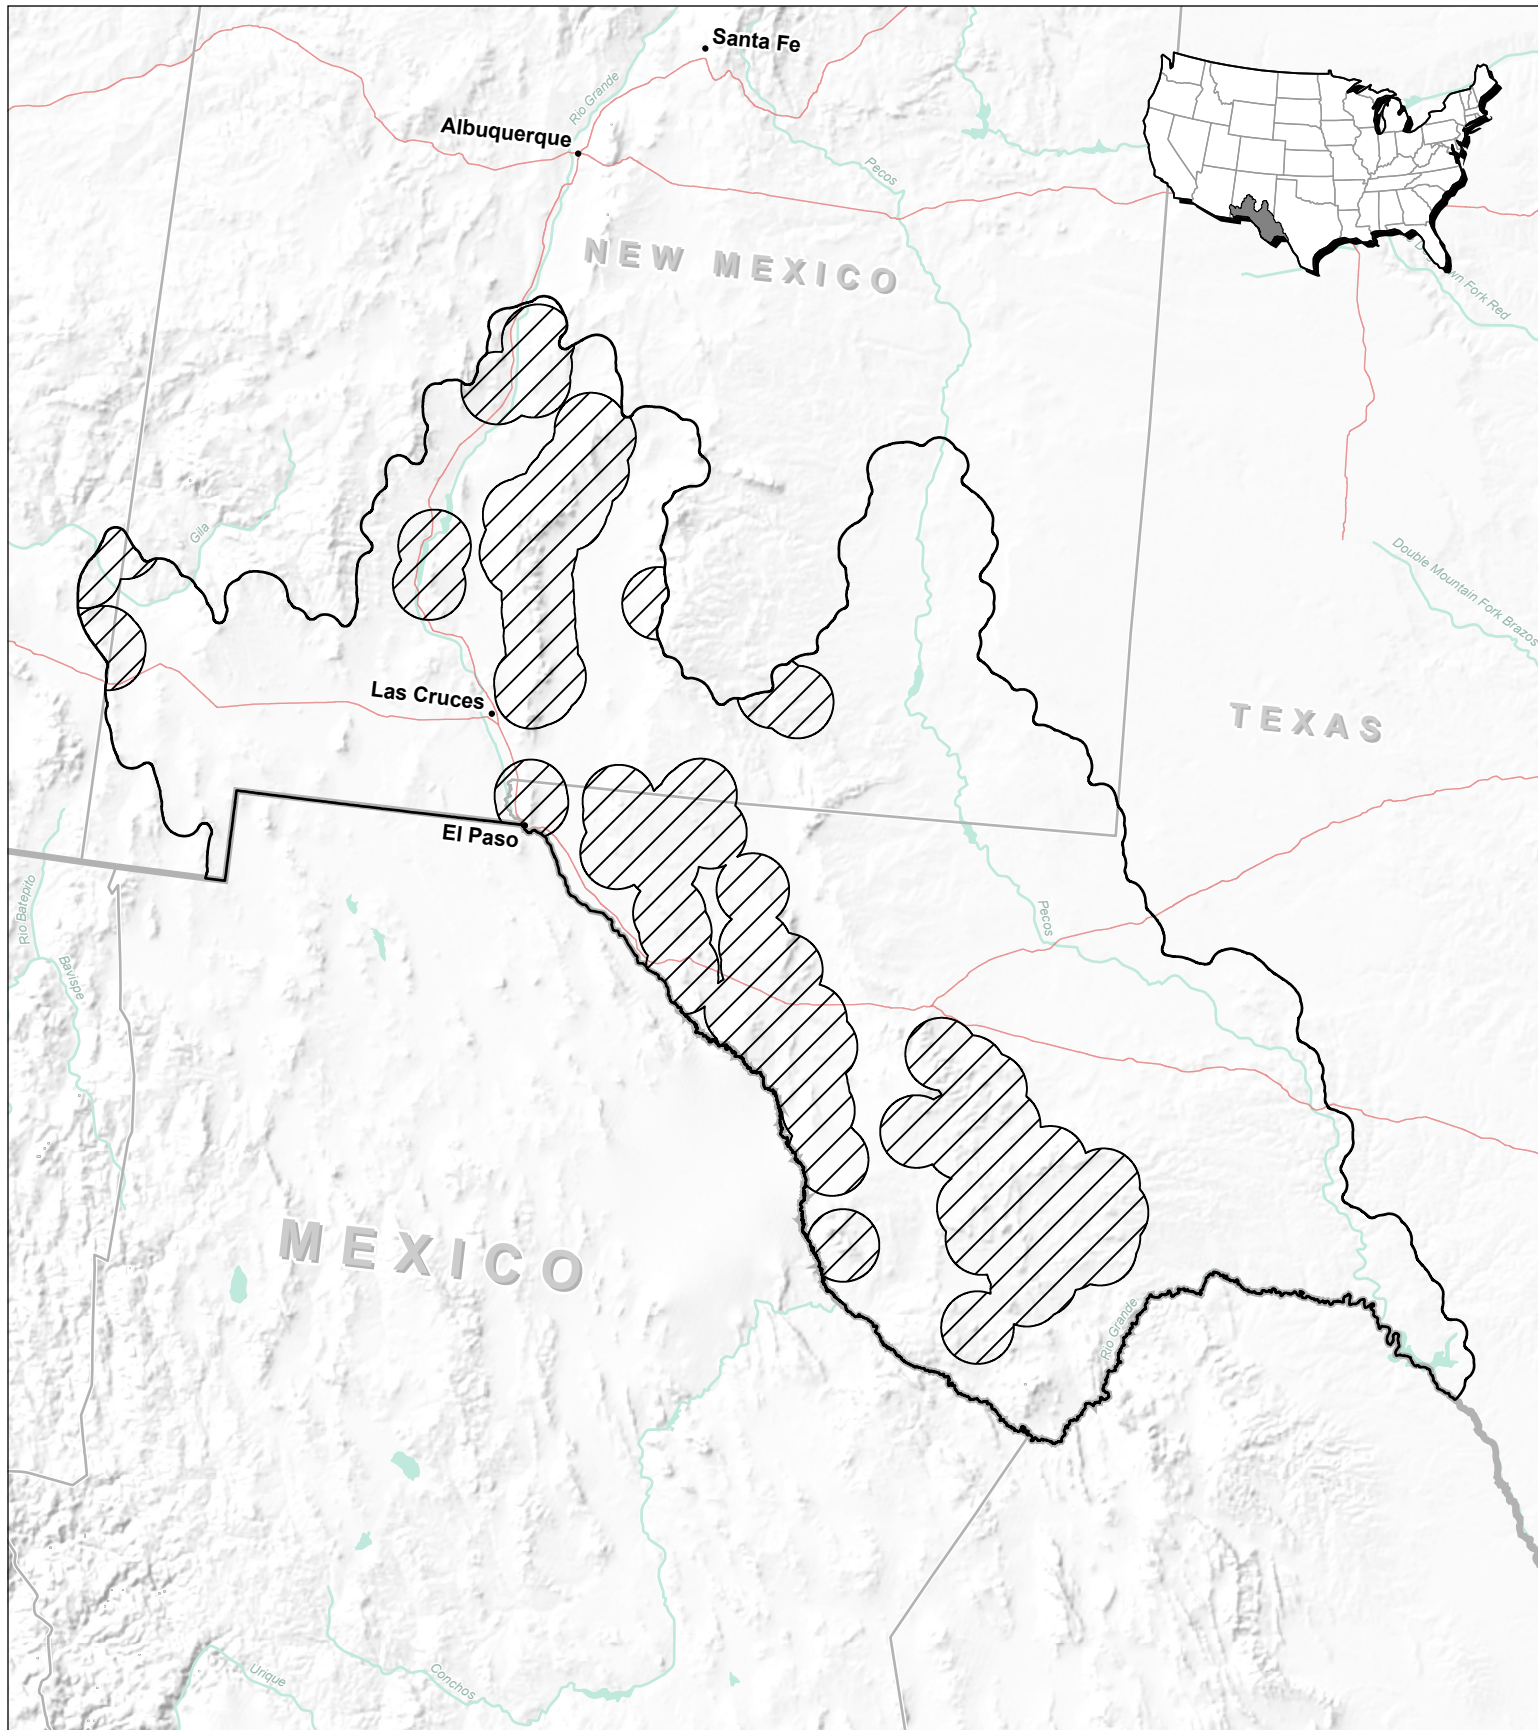 Santa Fe
Rio Grande
Albuquerque
Pecos
NEW MEXICO
Gila
Double Mountain Fork Brazos
Las Cruces
TEXAS
El Paso
Rio Batepito
Pecos
Bavispe
MEXICO
Rio Grande
Urique
Conchos